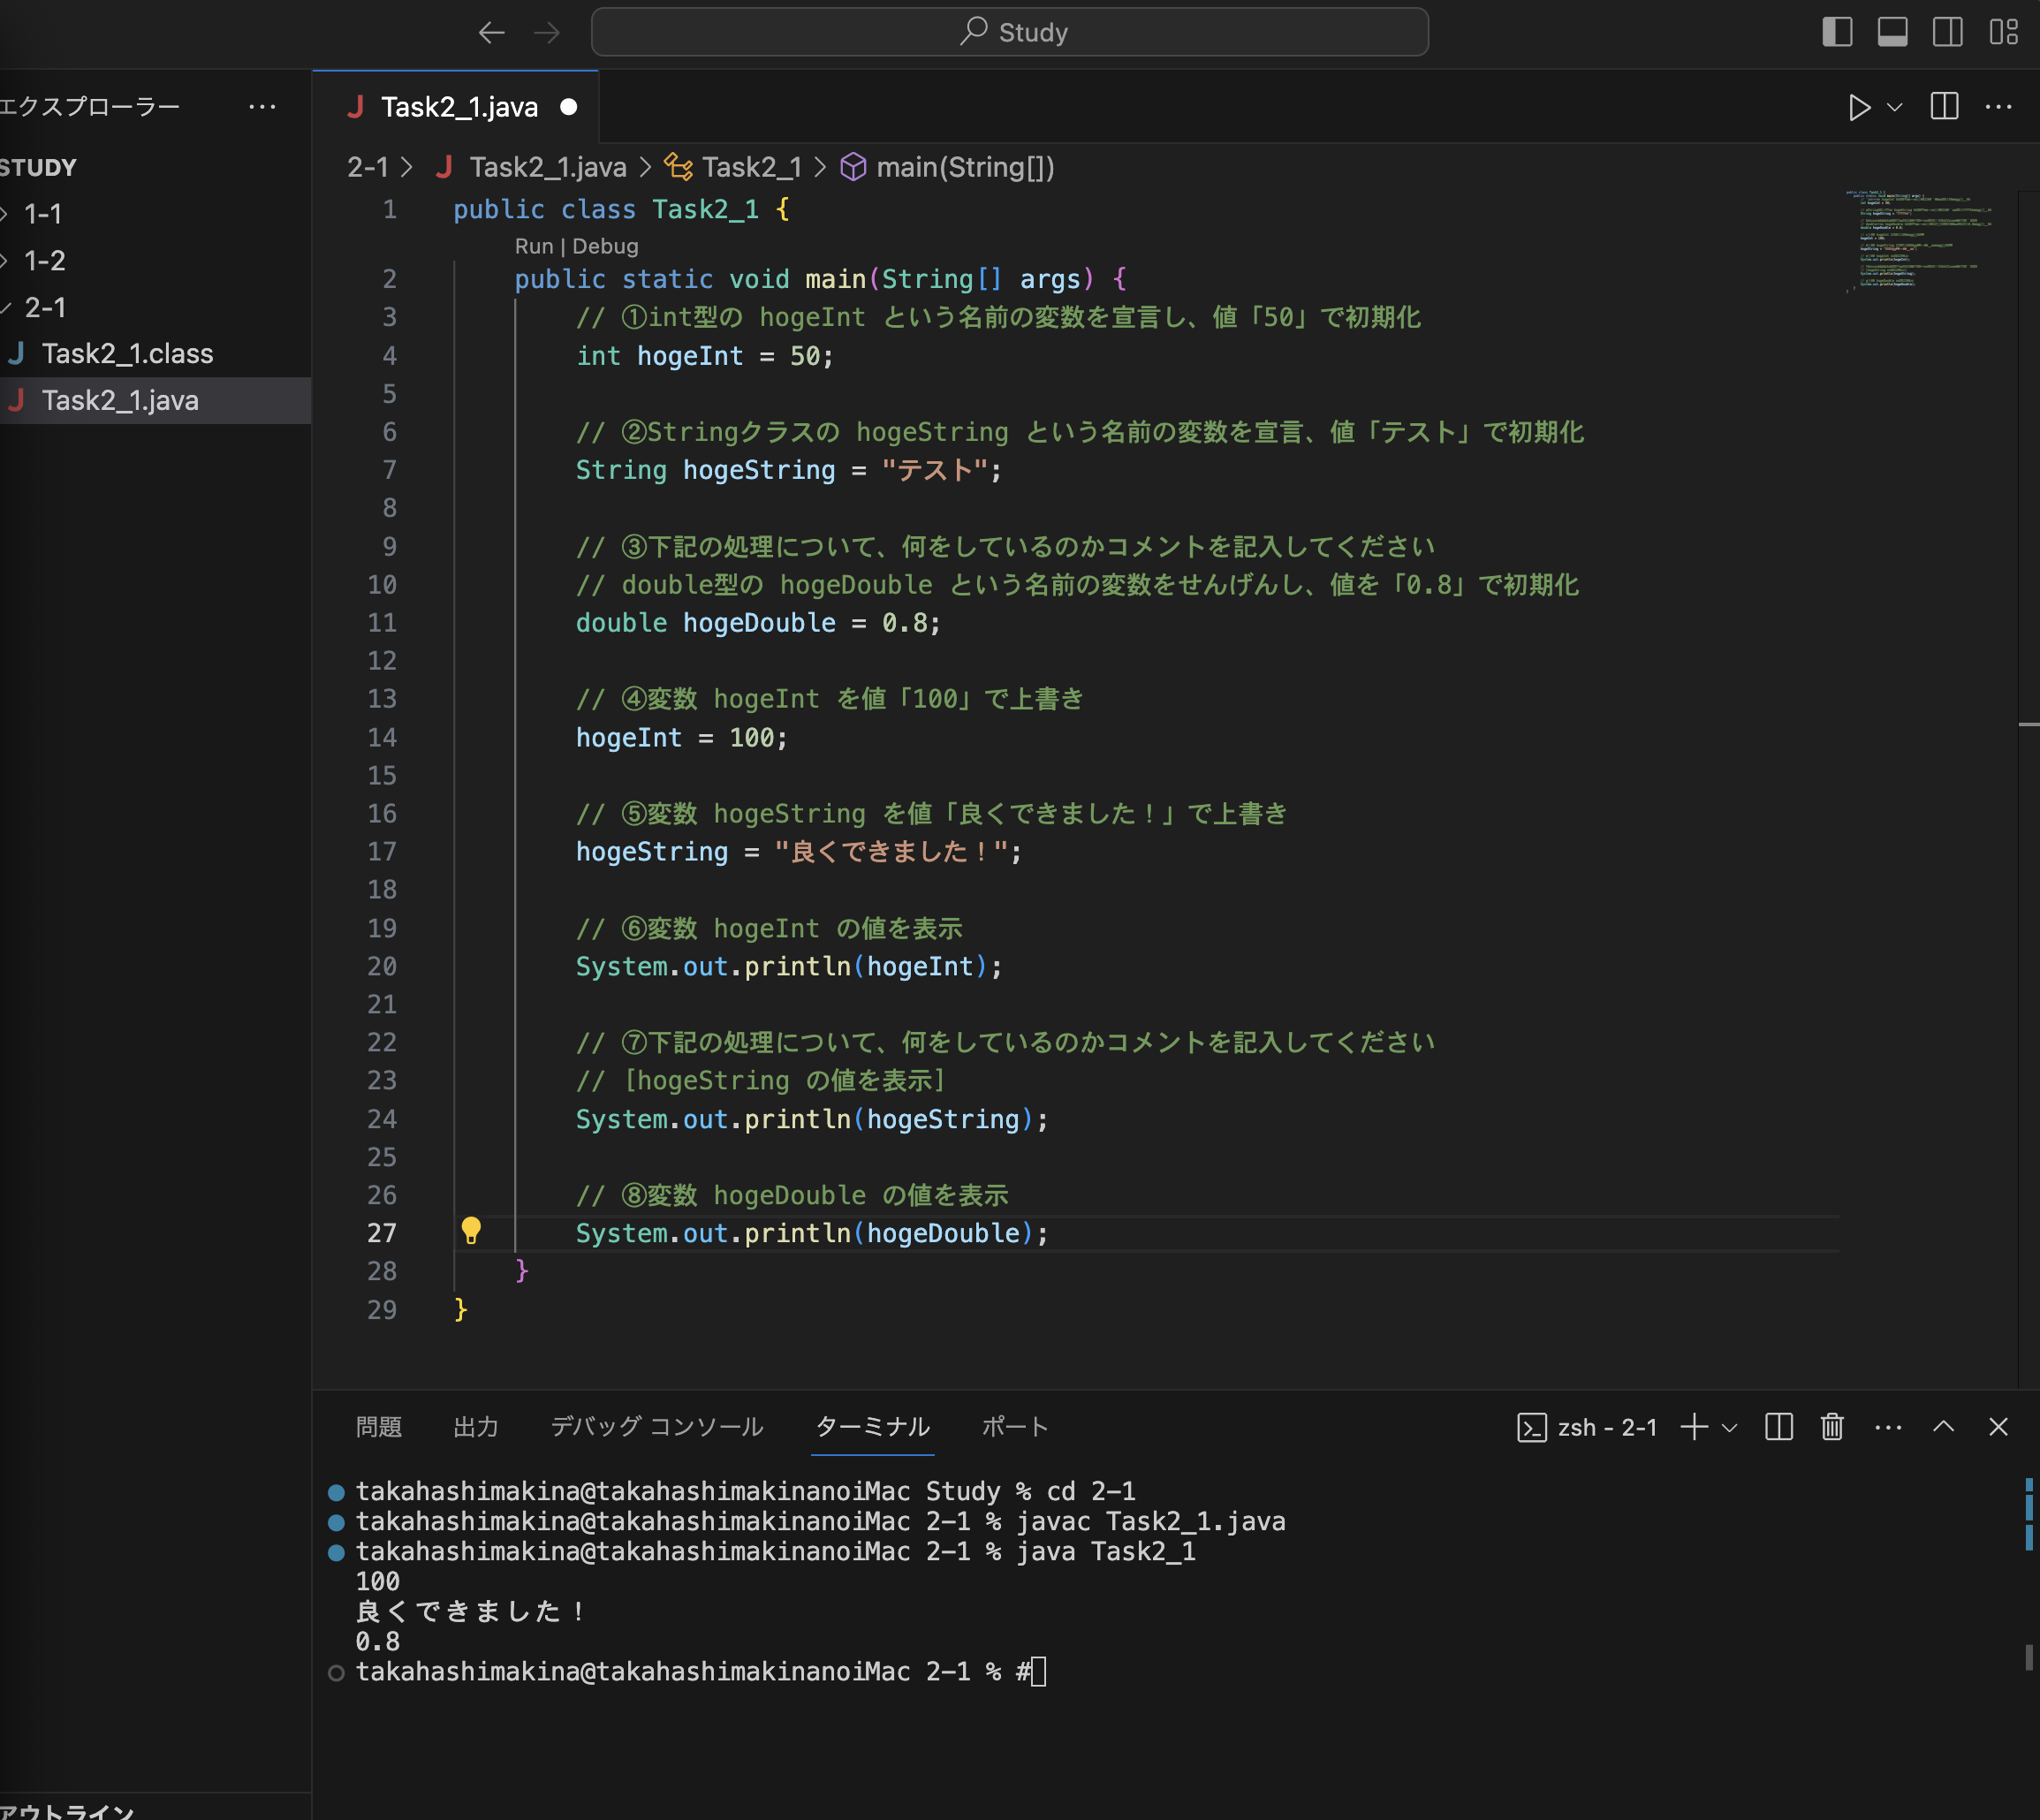 Study
エクスプローラー
STUDY
1-1
1-2
2-1
Task2_1.class
Task2_1.java
アウトライン
Task2_1.java
2-1 > Task2_1.java > Task2_1 > main(String[])
1 public class Task2_1 {
Run | Debug
2 public static void main(String[] args) {
3 // ①int型の hogeInt という名前の変数を宣言し、値「50」で初期化
4 int hogeInt = 50;
5
6 // ②Stringクラスの hogeString という名前の変数を宣言、値「テスト」で初期化
7 String hogeString = "テスト";
8
9 // ③下記の処理について、何をしているのかコメントを記入してください
10 // double型の hogeDouble という名前の変数をせんげんし、値を「0.8」で初期化
11 double hogeDouble = 0.8;
12
13 // ④変数 hogeInt を値「100」で上書き
14 hogeInt = 100;
15
16 // ⑤変数 hogeString を値「良くできました！」で上書き
17 hogeString = "良くできました！";
18
19 // ⑥変数 hogeInt の値を表示
20 System.out.println(hogeInt);
21
22 // ⑦下記の処理について、何をしているのかコメントを記入してください
23 // [hogeString の値を表示]
24 System.out.println(hogeString);
25
26 // ⑧変数 hogeDouble の値を表示
27 System.out.println(hogeDouble);
28 }
29 }
問題 出力 デバッグ コンソール ターミナル ポート zsh - 2-1
takahashimakina@takahashimakinanoiMac Study % cd 2-1
takahashimakina@takahashimakinanoiMac 2-1 % javac Task2_1.java
takahashimakina@takahashimakinanoiMac 2-1 % java Task2_1
100
良くできました！
0.8
takahashimakina@takahashimakinanoiMac 2-1 % #